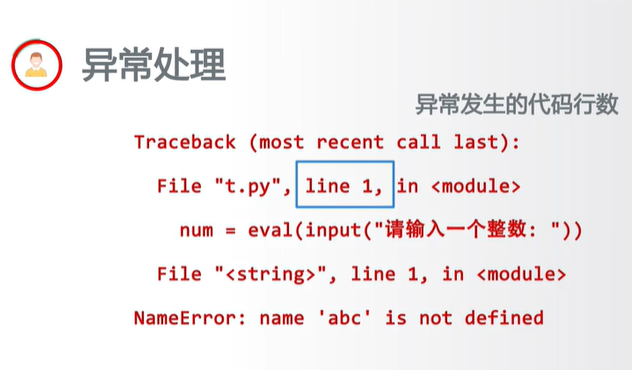 异常处理
异常发生的代码行数
Traceback (most recent call last):
File "t.py", line 1, in <module>
num = eval(input("请输入一个整数: "))
File "<string>", line 1, in <module>
NameError: name 'abc' is not defined